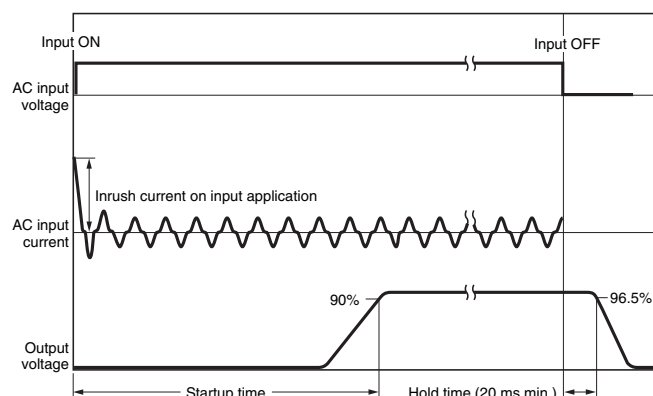 Input ON
Input OFF
AC input
voltage
Inrush current on input application
AC input
current
90%
96.5%
Output
voltage
Startup time
Hold time (20 ms min.)